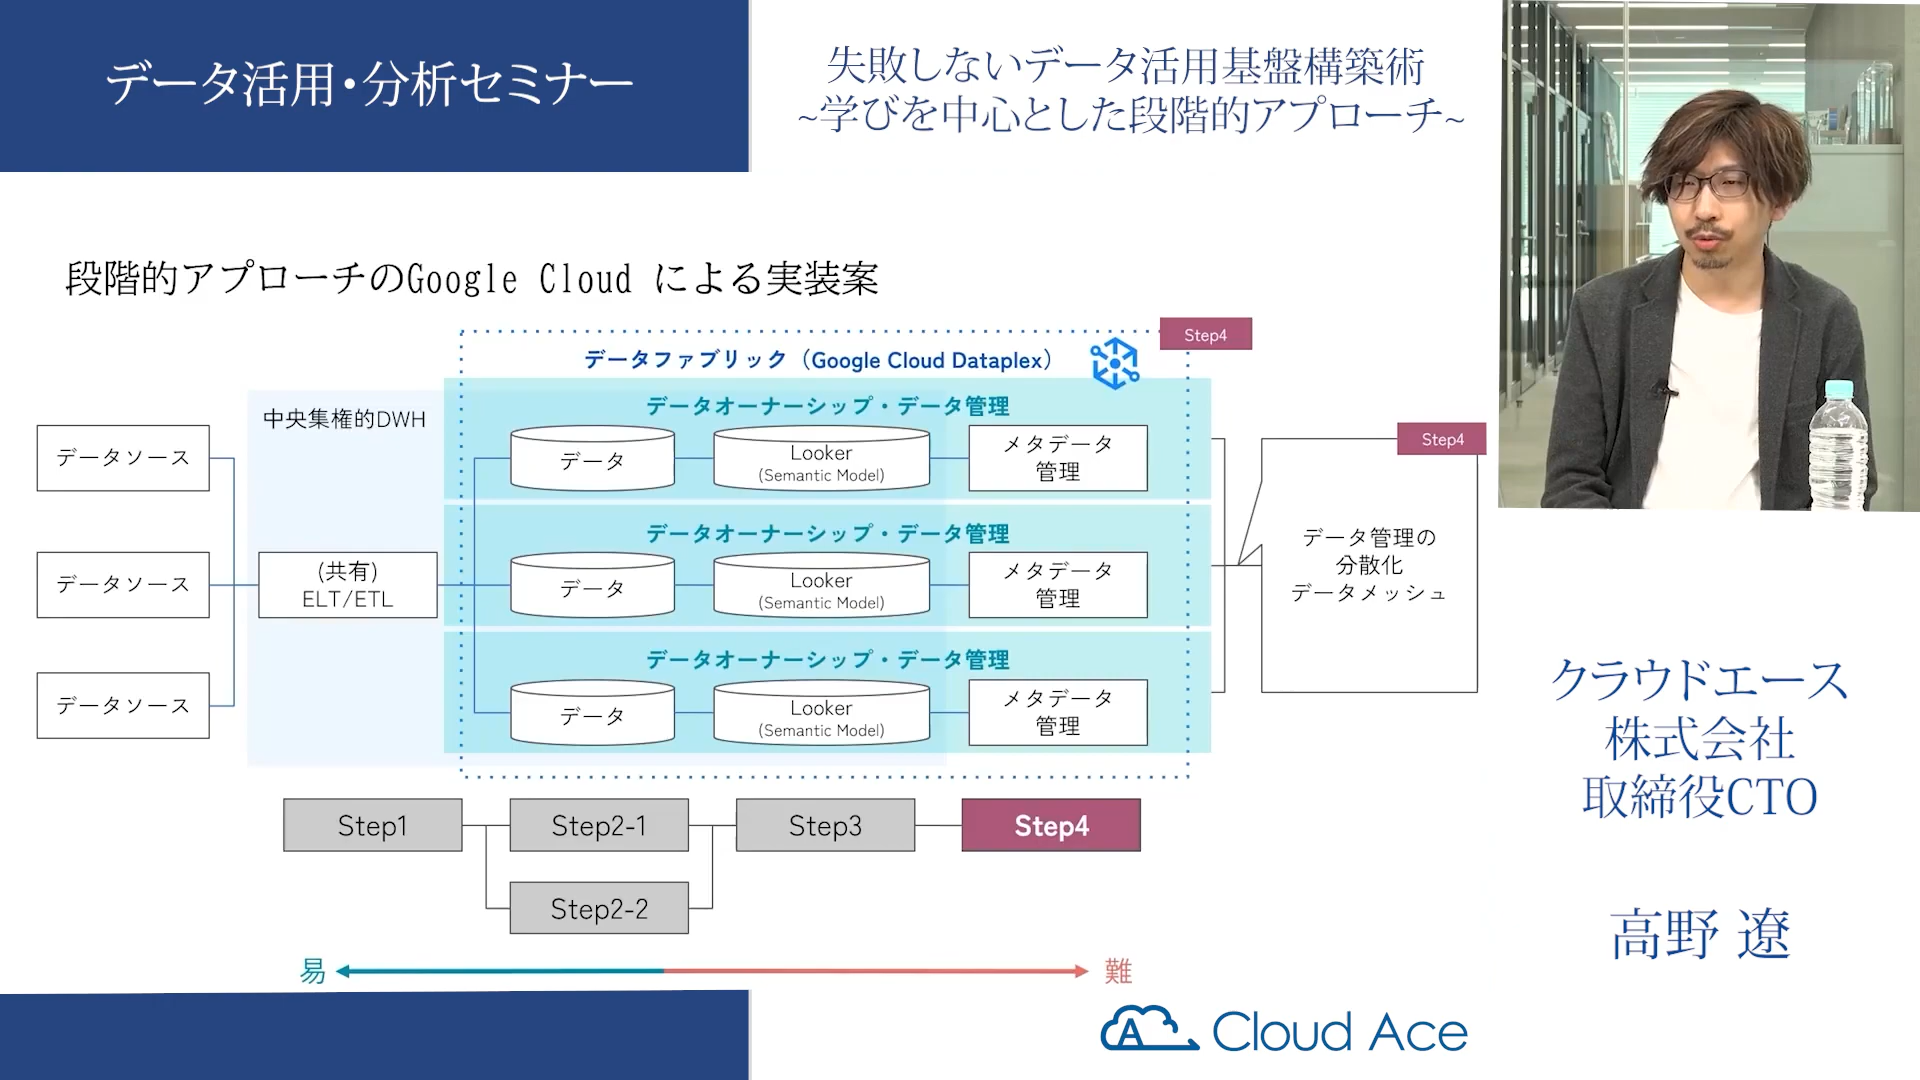 データ活用・分析セミナー
失敗しないデータ活用基盤構築術
~学びを中心とした段階的アプローチ~
段階的アプローチのGoogle Cloud による実装案
Step4
データファブリック（Google Cloud Dataplex）
中央集権的DWH
データオーナーシップ・データ管理
データソース
データ
Looker
(Semantic Model)
メタデータ
管理
Step4
データオーナーシップ・データ管理
データソース
(共有)
ELT/ETL
データ
Looker
(Semantic Model)
メタデータ
管理
データ管理の
分散化
データメッシュ
データオーナーシップ・データ管理
データソース
データ
Looker
(Semantic Model)
メタデータ
管理
Step1
Step2-1
Step3
Step4
Step2-2
易
難
クラウドエース
株式会社
取締役CTO
高野 遼
Cloud Ace